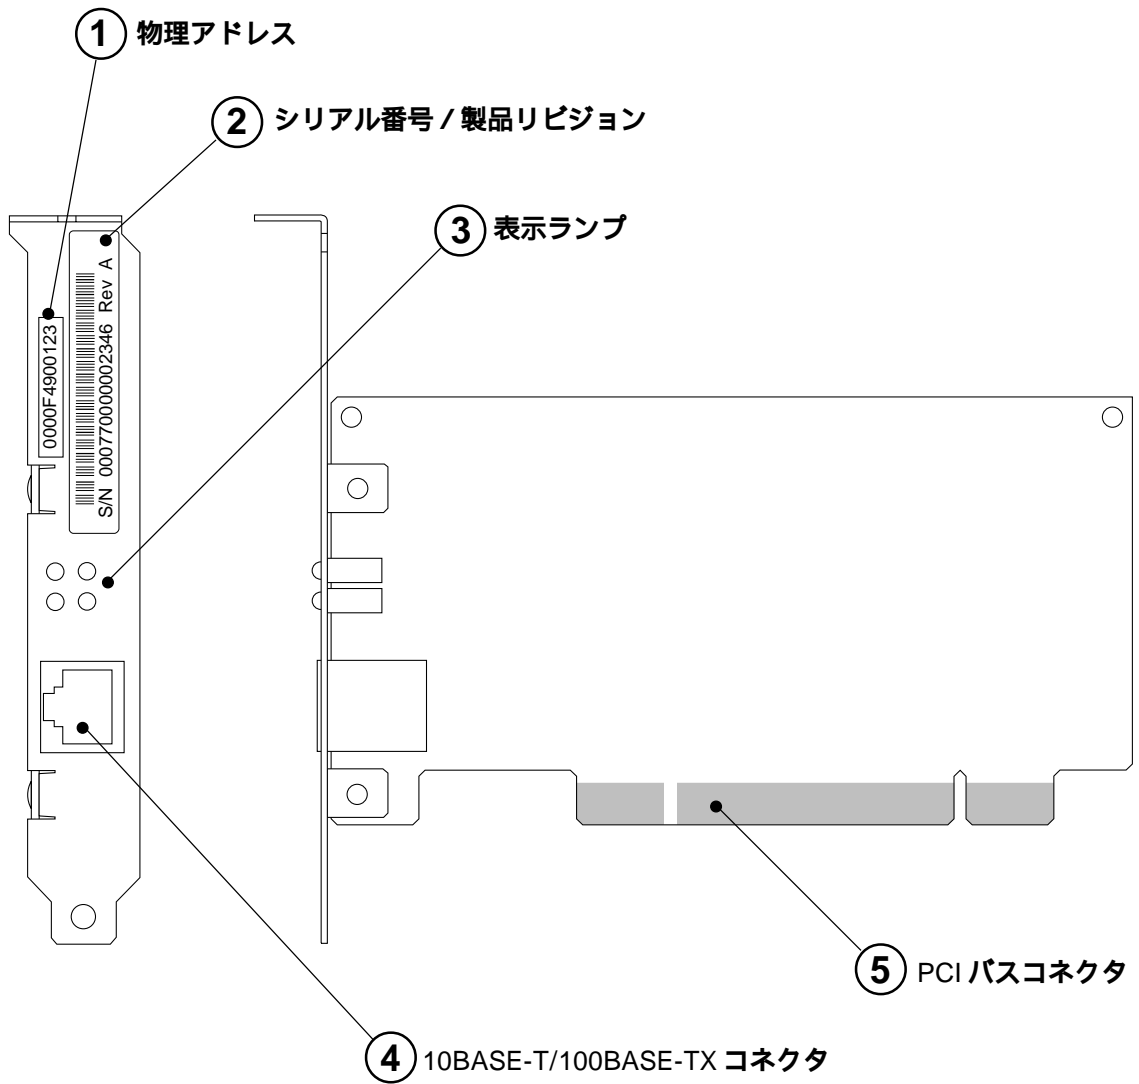 1 物理アドレス
2 シリアル番号 / 製品リビジョン
3 表示ランプ
0000F4900123
S/N 0007700000002346 Rev A
5 PCI バスコネクタ
4 10BASE-T/100BASE-TX コネクタ